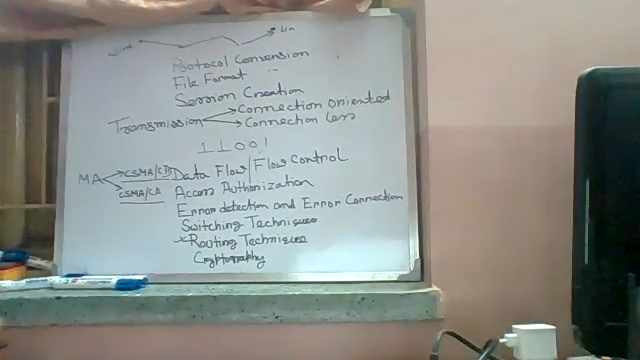 Protocol Conversion
File Format
Session Creation
Transmission
Connection Oriented
Connection Less
11001
MA
CSMA/CD
CSMA/CA
Data Flow/Flow Control
Access Authorization
Error detection and Error Connection
Switching Techniques
Routing Techniques
Cryptography